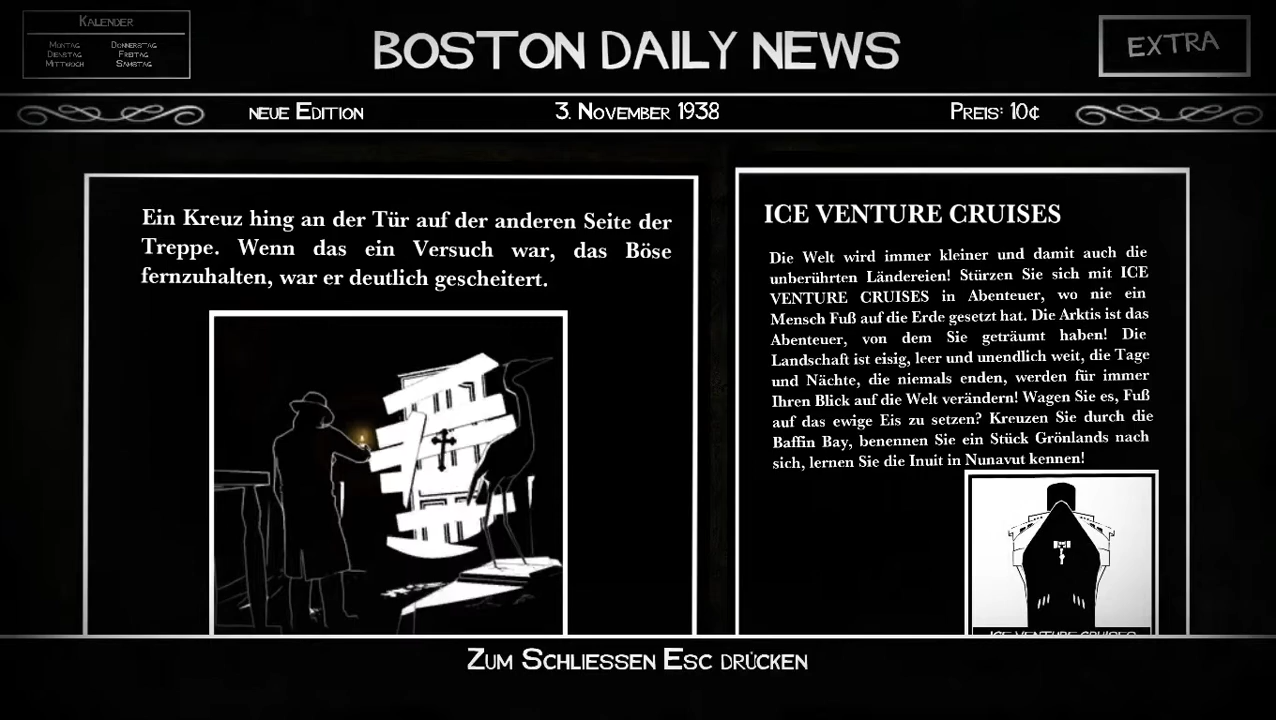 KALENDER
MONTAG DONNERSTAG
DIENSTAG FREITAG
MITTWOCH SAMSTAG
BOSTON DAILY NEWS
EXTRA
NEUE EDITION
3. NOVEMBER 1938
PREIS: 10¢
Ein Kreuz hing an der Tür auf der anderen Seite der
Treppe. Wenn das ein Versuch war, das Böse
fernzuhalten, war er deutlich gescheitert.
ICE VENTURE CRUISES
Die Welt wird immer kleiner und damit auch die
unberührten Ländereien! Stürzen Sie sich mit ICE
VENTURE CRUISES in Abenteuer, wo nie ein
Mensch Fuß auf die Erde gesetzt hat. Die Arktis ist das
Abenteuer, von dem Sie geträumt haben! Die
Landschaft ist eisig, leer und unendlich weit, die Tage
und Nächte, die niemals enden, werden für immer
Ihren Blick auf die Welt verändern! Wagen Sie es, Fuß
auf das ewige Eis zu setzen? Kreuzen Sie durch die
Baffin Bay, benennen Sie ein Stück Grönlands nach
sich, lernen Sie die Inuit in Nunavut kennen!
ICE VENTURE CRUISES
ZUM SCHLIESSEN ESC DRÜCKEN